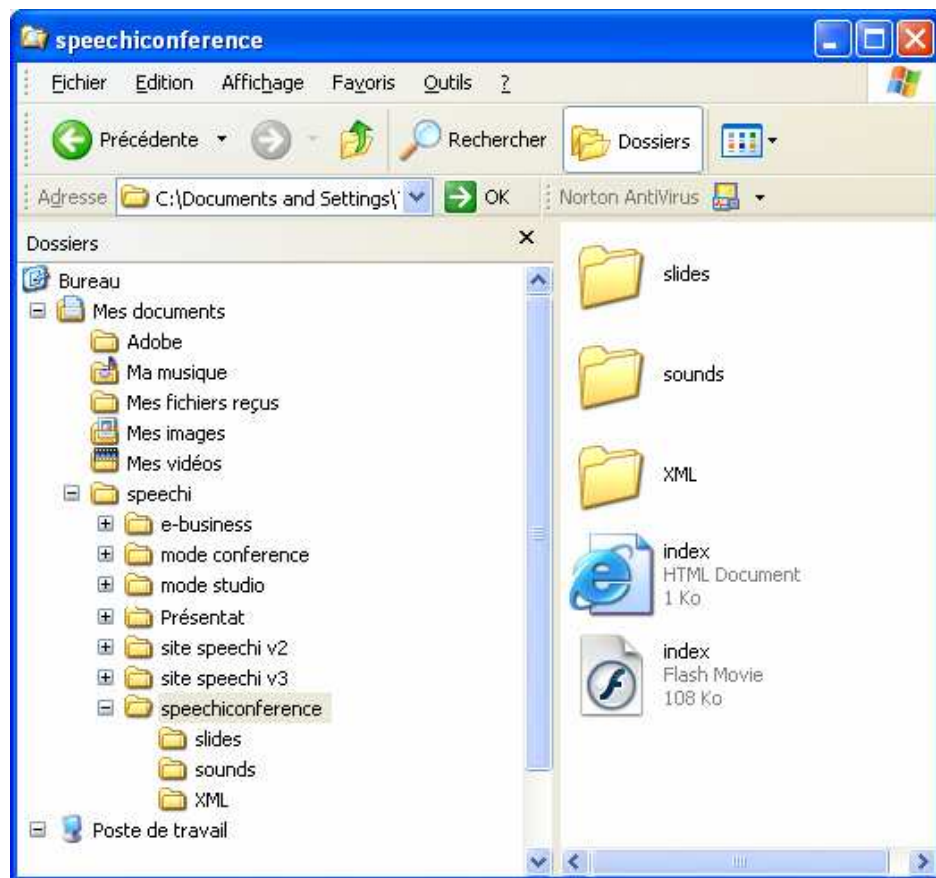 speechiconference
Fichier Edition Affichage Favoris Outils ?
Précédente Rechercher Dossiers
Adresse C:\Documents and Settings\ OK Norton AntiVirus
Dossiers
Bureau
Mes documents
Adobe
Ma musique
Mes fichiers reçus
Mes images
Mes vidéos
speechi
e-business
mode conference
mode studio
Présentat
site speechi v2
site speechi v3
speechiconference
slides
sounds
XML
Poste de travail
slides
sounds
XML
index
HTML Document
1 Ko
index
Flash Movie
108 Ko